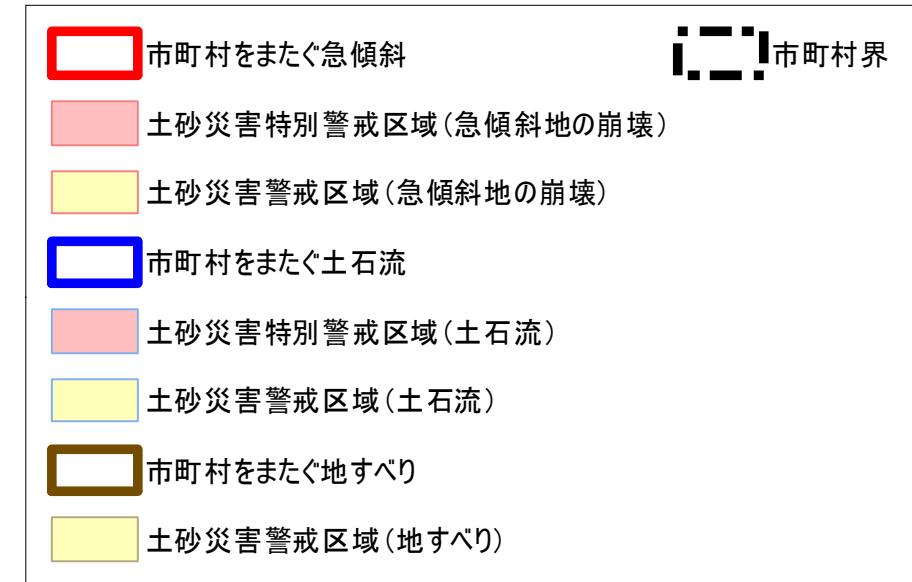 市町村をまたぐ急傾斜
市町村界
土砂災害特別警戒区域(急傾斜地の崩壊)
土砂災害警戒区域(急傾斜地の崩壊)
市町村をまたぐ土石流
土砂災害特別警戒区域(土石流)
土砂災害警戒区域(土石流)
市町村をまたぐ地すべり
土砂災害警戒区域(地すべり)